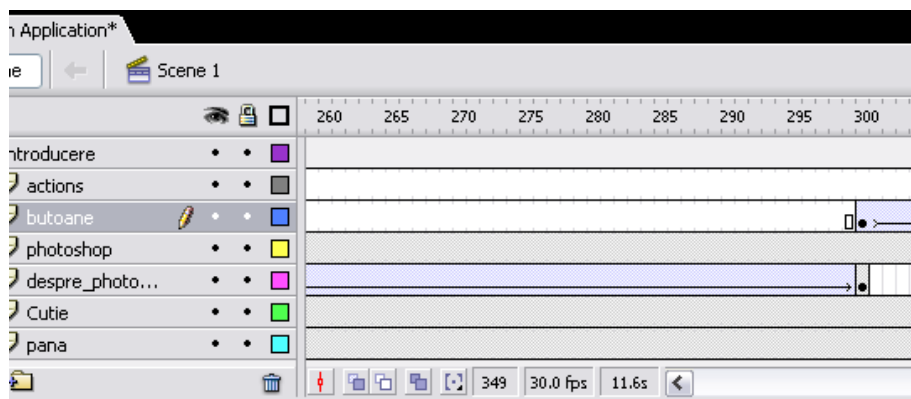 n Application*
ne
Scene 1
260 265 270 275 280 285 290 295 300
ntroducere
actions
butoane
photoshop
despre_photo...
Cutie
pana
349 30.0 fps 11.6s